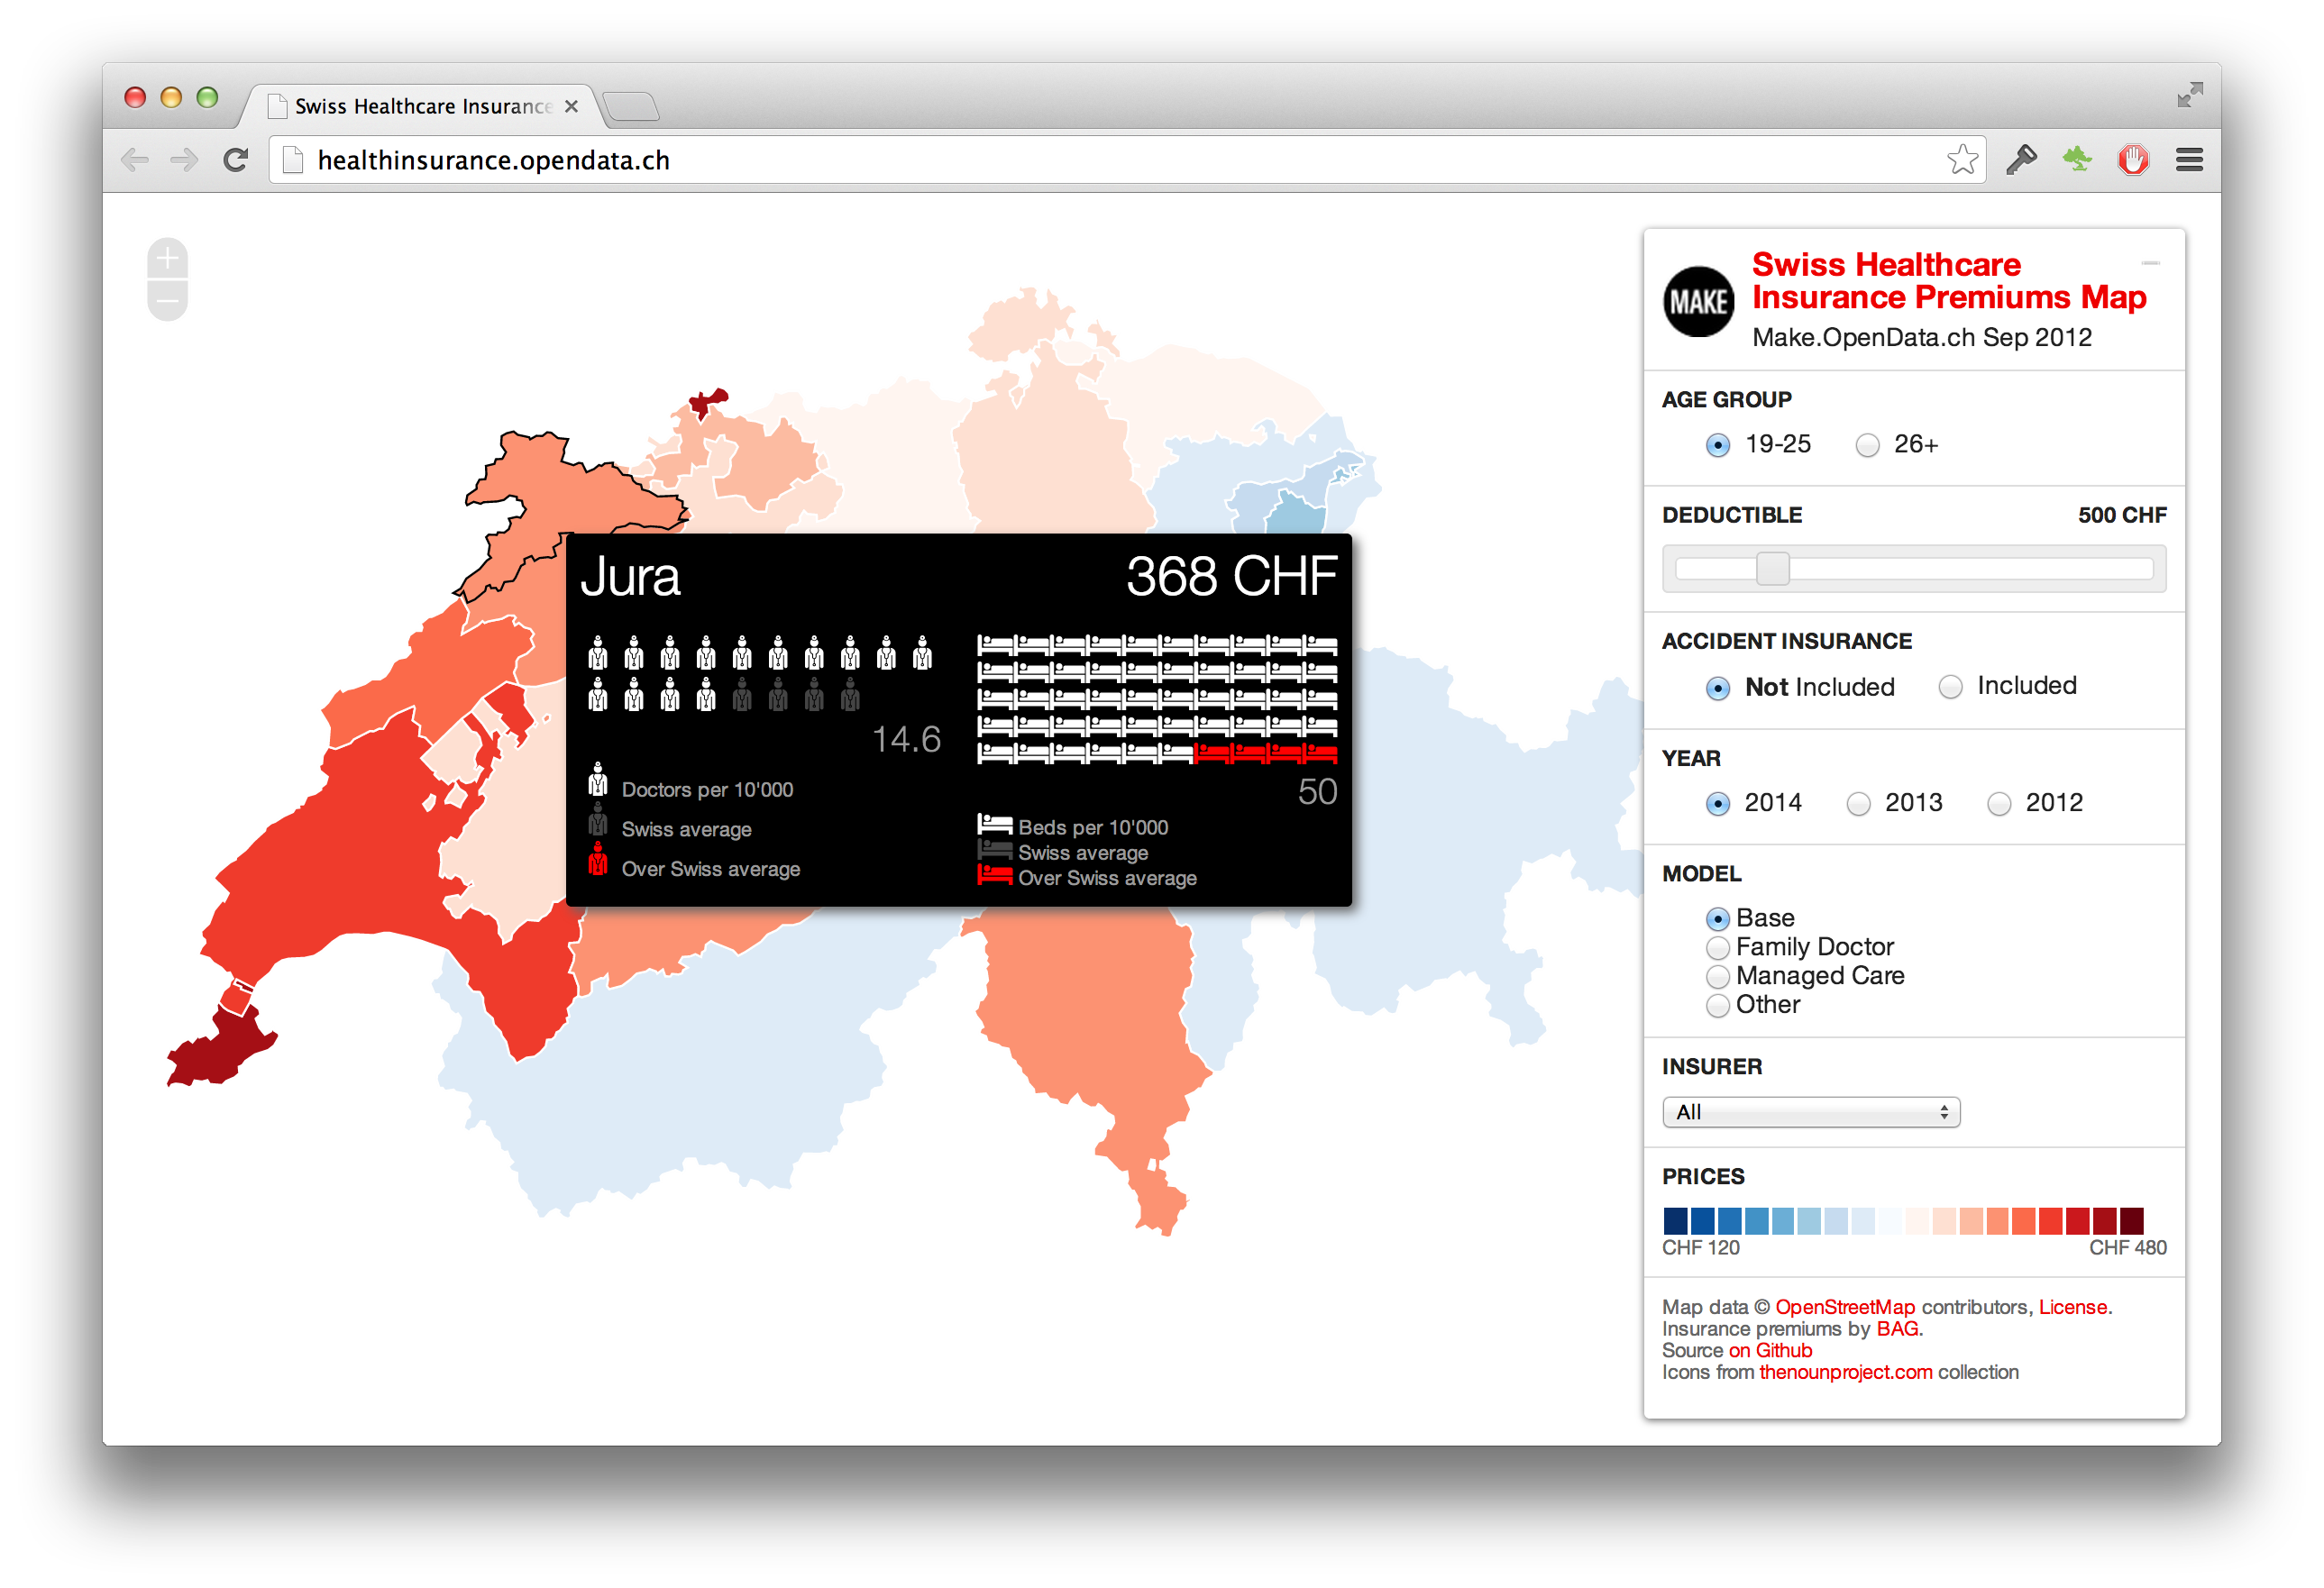 Swiss Healthcare Insurance
healthinsurance.opendata.ch
MAKE
Swiss Healthcare
Insurance Premiums Map
Make.OpenData.ch Sep 2012
AGE GROUP
19-25 26+
DEDUCTIBLE 500 CHF
ACCIDENT INSURANCE
Not Included Included
YEAR
2014 2013 2012
MODEL
Base
Family Doctor
Managed Care
Other
INSURER
All
PRICES
CHF 120 CHF 480
Map data © OpenStreetMap contributors, License.
Insurance premiums by BAG.
Source on Github
Icons from thenounproject.com collection
Jura 368 CHF
14.6
Doctors per 10'000
Swiss average
Over Swiss average
50
Beds per 10'000
Swiss average
Over Swiss average